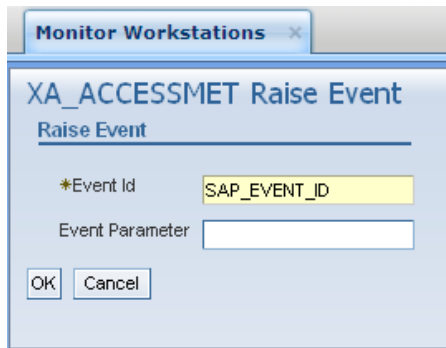 Monitor Workstations ×
XA_ACCESSMET Raise Event
Raise Event
*Event Id SAP_EVENT_ID
Event Parameter
OK Cancel